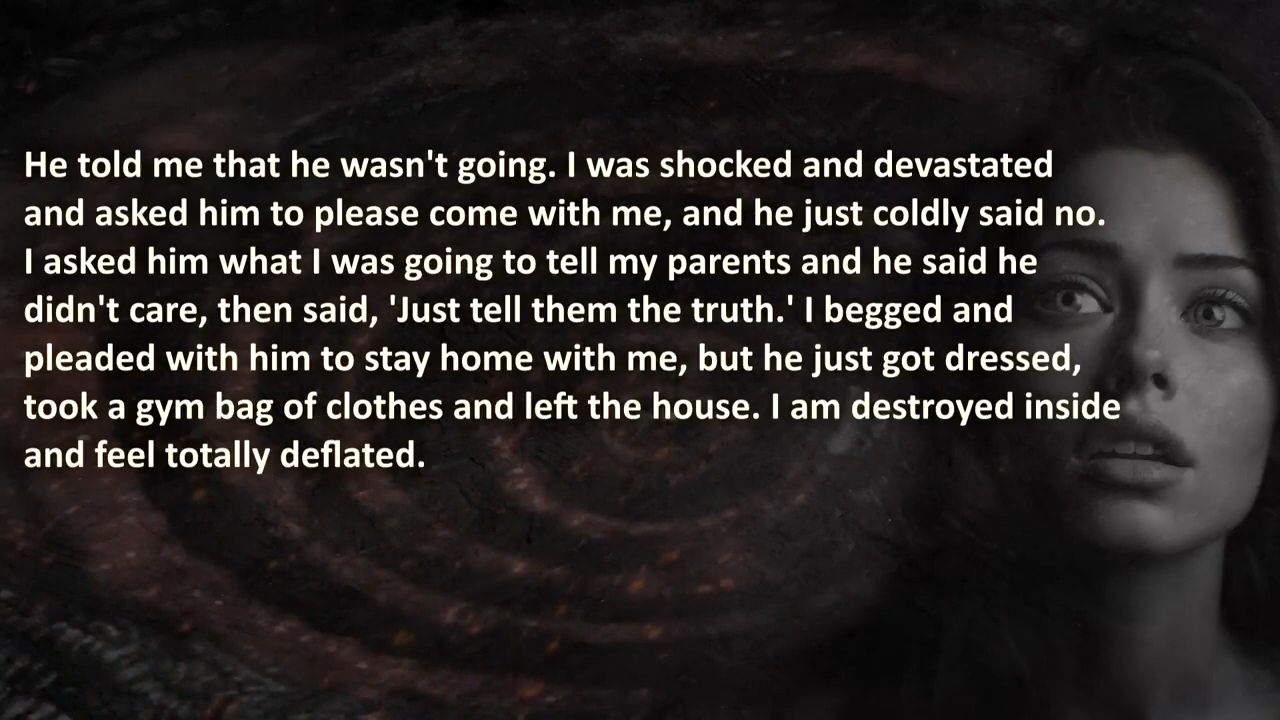 He told me that he wasn't going. I was shocked and devastated
and asked him to please come with me, and he just coldly said no.
I asked him what I was going to tell my parents and he said he
didn't care, then said, 'Just tell them the truth.' I begged and
pleaded with him to stay home with me, but he just got dressed,
took a gym bag of clothes and left the house. I am destroyed inside
and feel totally deflated.